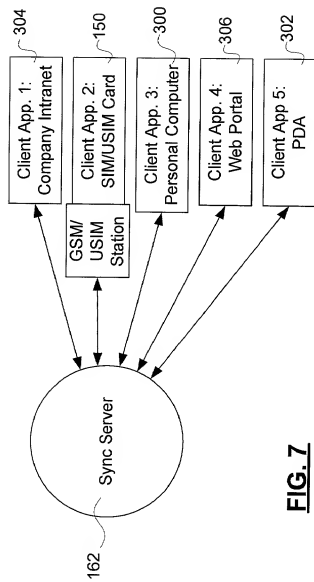 304
Client App. 1:
Company Intranet
150
Client App. 2:
SIM/USIM Card
GSM/
USIM
Station
300
Client App. 3:
Personal Computer
306
Client App. 4:
Web Portal
302
Client App 5:
PDA
Sync Server
162
FIG. 7